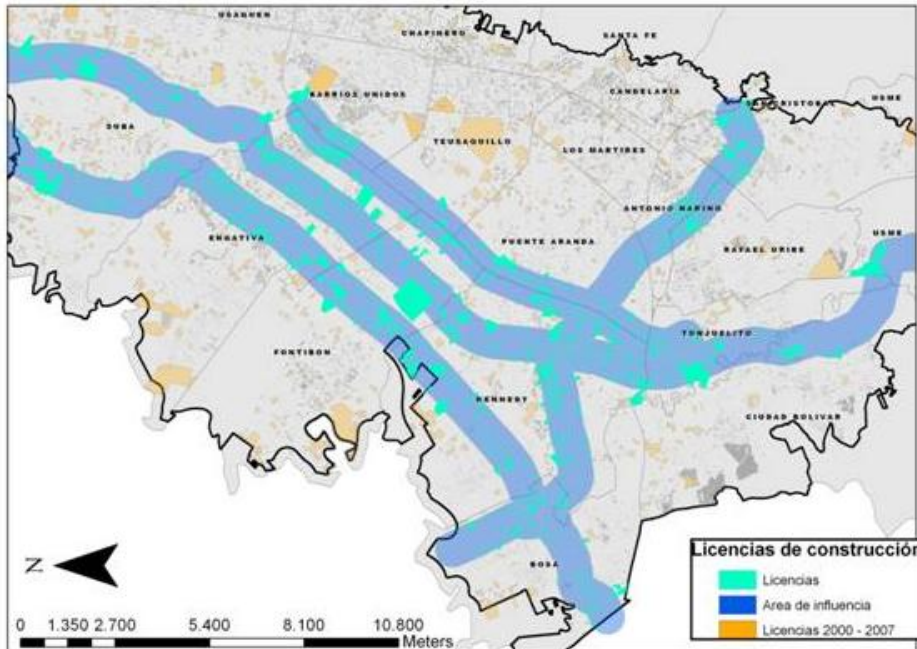 USAQUEN
CHAPINERO
SANTA FE
BARRIOS UNIDOS
CANDELARIA
SAN CRISTOBAL
USME
SUBA
TEUSAQUILLO
LOS MARTIRES
ANTONIO NARINO
ENGATIVA
PUENTE ARANDA
RAFAEL URIBE
USME
TUNJUELITO
FONTIBON
KENNEDY
CIUDAD BOLIVAR
BOSA
N
0 1.350 2.700 5.400 8.100 10.800
Meters
Licencias de construcción
Licencias
Area de influencia
Licencias 2000 - 2007